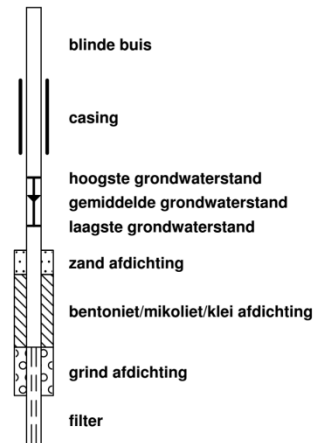 blinde buis
casing
hoogste grondwaterstand
gemiddelde grondwaterstand
laagste grondwaterstand
zand afdichting
bentoniet/mikoliet/klei afdichting
grind afdichting
filter